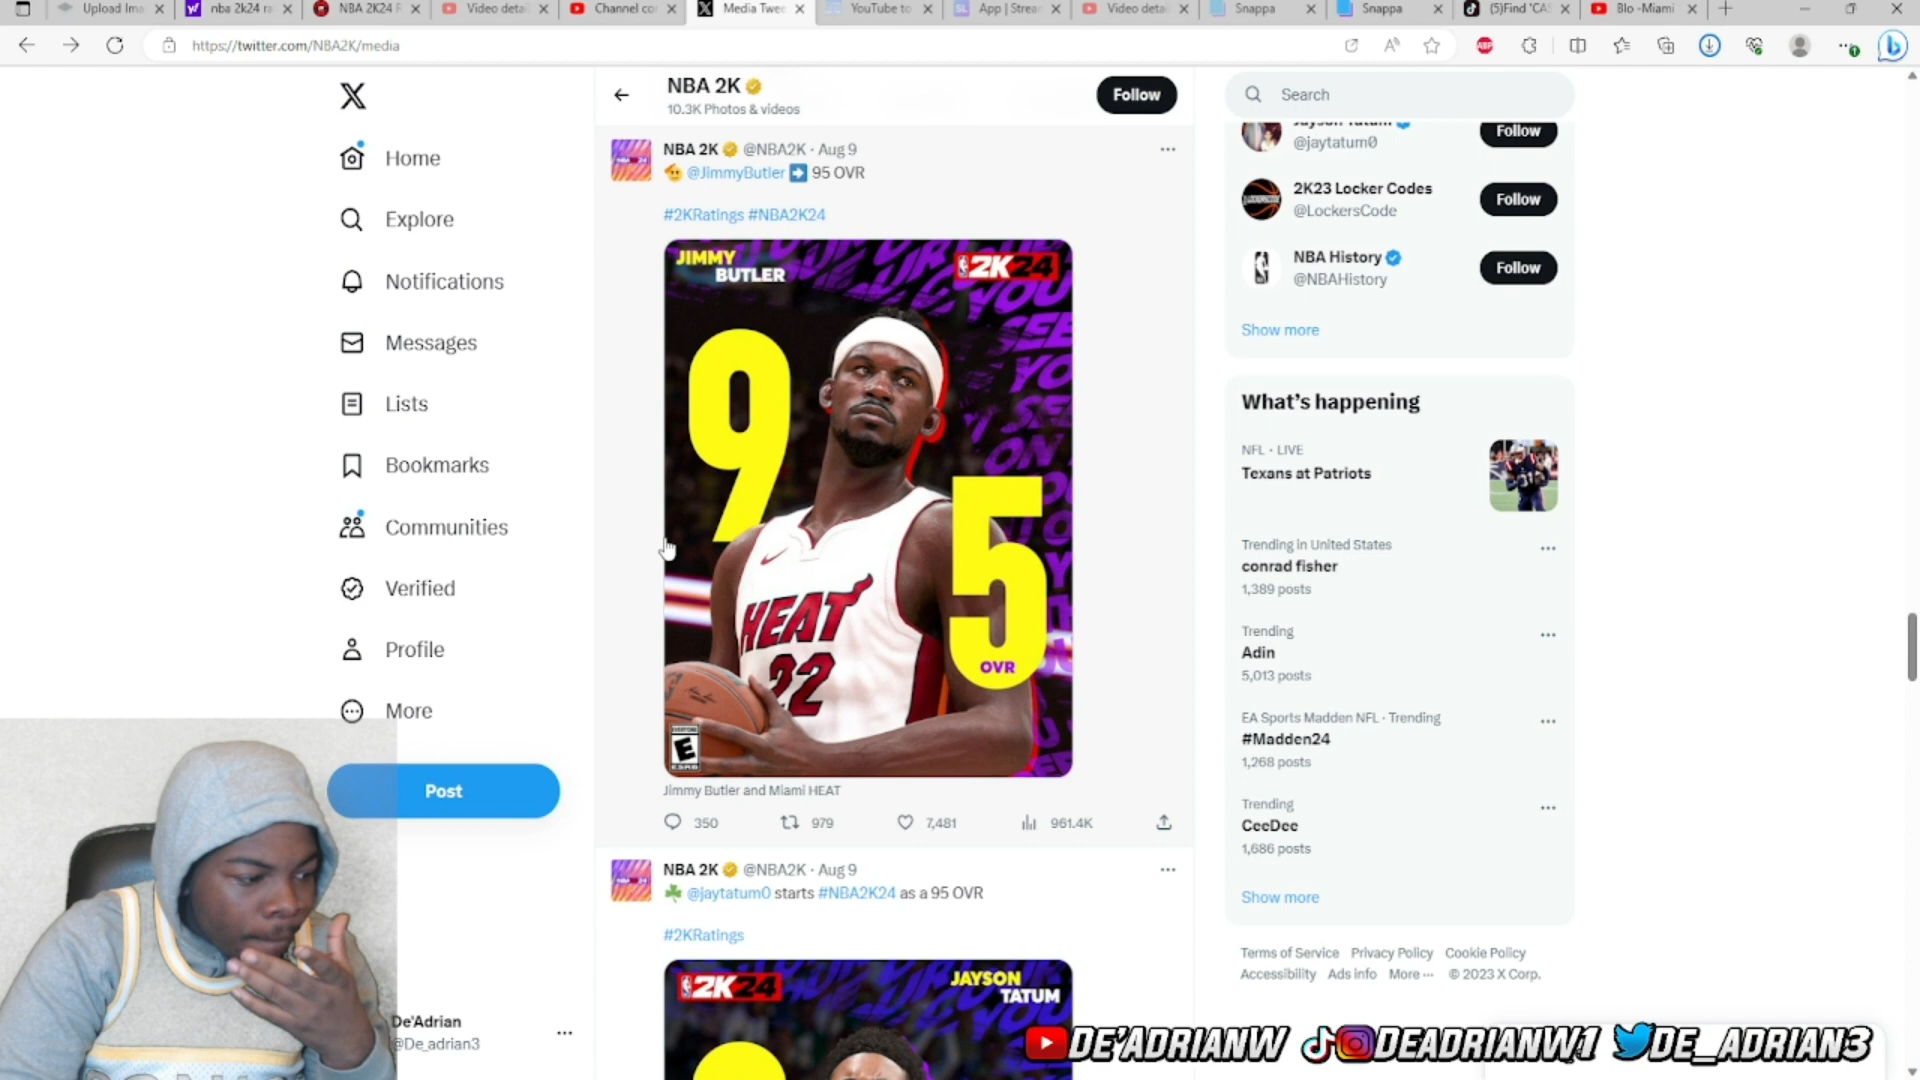 Upload Ima
nba 2k24 ra
NBA 2K24 R
Video detai
Channel co
Media Twee
YouTube to
App | Strea
Video detai
Snappa
Snappa
(5)Find 'CAS
Blo -Miami
https://twitter.com/NBA2K/media
NBA 2K
10.3K Photos & videos
Follow
Search
Home
Explore
Notifications
Messages
Lists
Bookmarks
Communities
Verified
Profile
More
Post
De'Adrian
@De_adrian3
NBA 2K @NBA2K · Aug 9
@JimmyButler 95 OVR
#2KRatings #NBA2K24
JIMMY
BUTLER
2K24
95
OVR
HEAT
22
E
Jimmy Butler and Miami HEAT
350 979 7,481 961.4K
NBA 2K @NBA2K · Aug 9
@jaytatum0 starts #NBA2K24 as a 95 OVR
#2KRatings
2K24
JAYSON
TATUM
Jayson Tatum
@jaytatum0
Follow
2K23 Locker Codes
@LockersCode
Follow
NBA History
@NBAHistory
Follow
Show more
What's happening
NFL · LIVE
Texans at Patriots
Trending in United States
conrad fisher
1,389 posts
Trending
Adin
5,013 posts
EA Sports Madden NFL · Trending
#Madden24
1,268 posts
Trending
CeeDee
1,686 posts
Show more
Terms of Service Privacy Policy Cookie Policy
Accessibility Ads info More ··· © 2023 X Corp.
DE'ADRIANW DEADRIANW1 DE_ADRIAN3